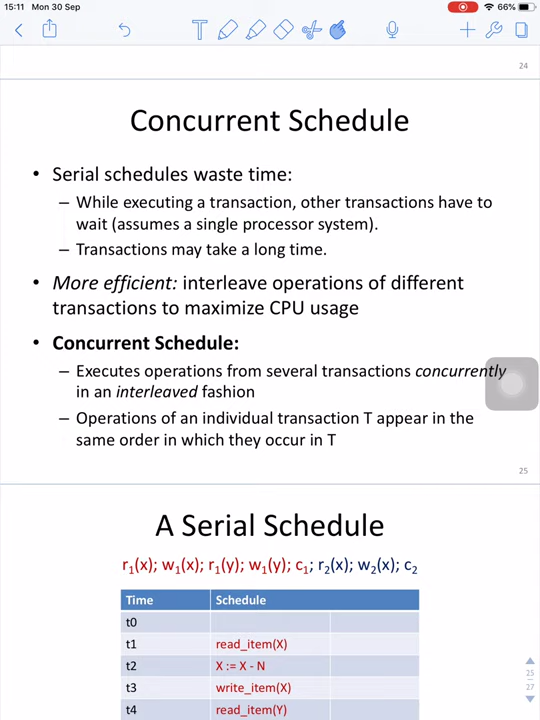 15:11 Mon 30 Sep
66%
T
24
Concurrent Schedule
• Serial schedules waste time:
– While executing a transaction, other transactions have to
wait (assumes a single processor system).
– Transactions may take a long time.
• More efficient: interleave operations of different
transactions to maximize CPU usage
• Concurrent Schedule:
– Executes operations from several transactions concurrently
in an interleaved fashion
– Operations of an individual transaction T appear in the
same order in which they occur in T
25
A Serial Schedule
r₁(x); w₁(x); r₁(y); w₁(y); c₁; r₂(x); w₂(x); c₂
Time Schedule
t0
t1 read_item(X)
t2 X := X - N
t3 write_item(X)
t4 read_item(Y)
25
27